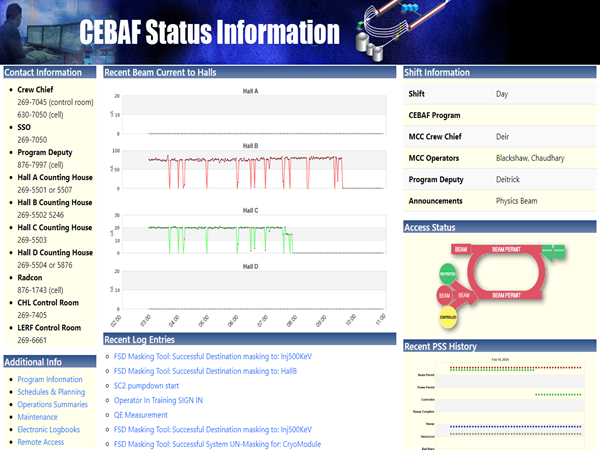 CEBAF Status Information
Contact Information
Crew Chief
269-7045 (control room)
630-7050 (cell)
SSO
269-7050
Program Deputy
876-7997 (cell)
Hall A Counting House
269-5501 or 5507
Hall B Counting House
269-5502 5246
Hall C Counting House
269-5503
Hall D Counting House
269-5504 or 5876
Radcon
876-1743 (cell)
CHL Control Room
269-7405
LERF Control Room
269-6661
Additional Info
Program Information
Schedules & Planning
Operations Summaries
Maintenance
Electronic Logbooks
Remote Access
Recent Beam Current to Halls
Hall A
20
10
0
Hall B
100
50
0
Hall C
30
20
10
0
Hall D
20
10
0
02:00 03:00 04:00 05:00 06:00 07:00 08:00 09:00 10:00 11:00
Recent Log Entries
FSD Masking Tool: Successful Destination masking to: Inj500KeV
FSD Masking Tool: Successful Destination masking to: HallB
SC2 pumpdown start
Operator In Training SIGN IN
QE Measurement
FSD Masking Tool: Successful Destination masking to: Inj500KeV
FSD Masking Tool: Successful System UN-Masking for: CryoModule
Shift Information
Shift Day
CEBAF Program
MCC Crew Chief Deir
MCC Operators Blackshaw, Chaudhary
Program Deputy Deitrick
Announcements Physics Beam
Access Status
BEAM BEAM PERMIT
RESTRICTED
BEAM BEAM BEAM PERMIT
CONTROLLED
Recent PSS History
Beam Permit
Power Permit
Controlled
Sweep Complete
Sweep
Restricted